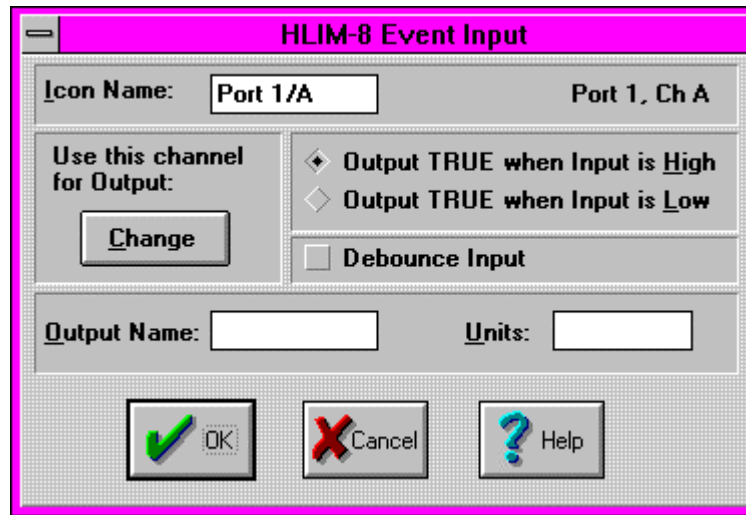 HLIM-8 Event Input
Icon Name: Port 1/A Port 1, Ch A
Use this channel
for Output:
Change
Output TRUE when Input is High
Output TRUE when Input is Low
Debounce Input
Output Name: Units:
OK Cancel Help